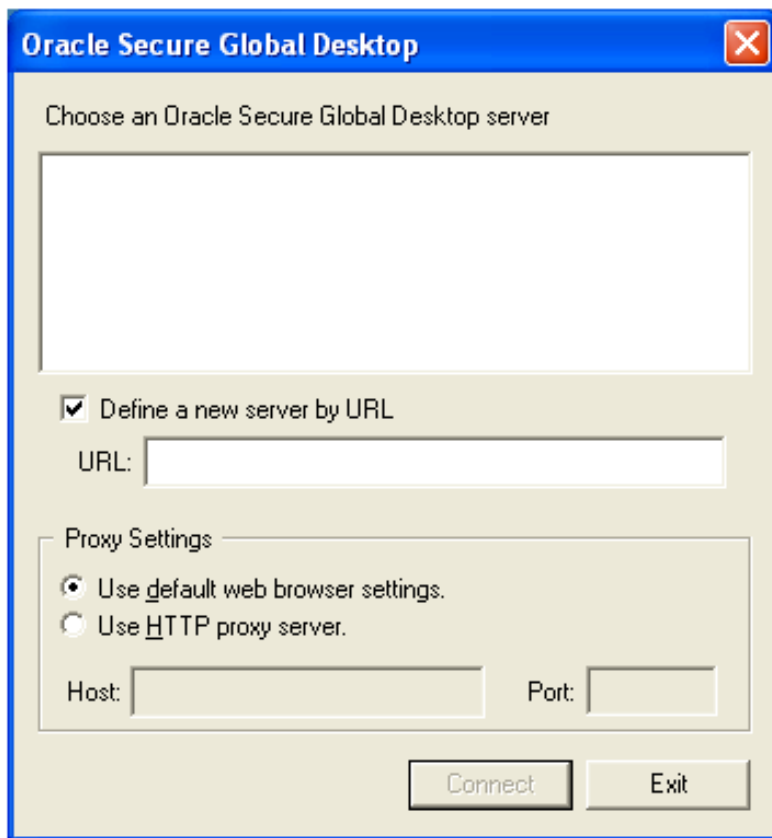 Oracle Secure Global Desktop
Choose an Oracle Secure Global Desktop server
Define a new server by URL
URL:
Proxy Settings
Use default web browser settings.
Use HTTP proxy server.
Host: Port:
Connect Exit